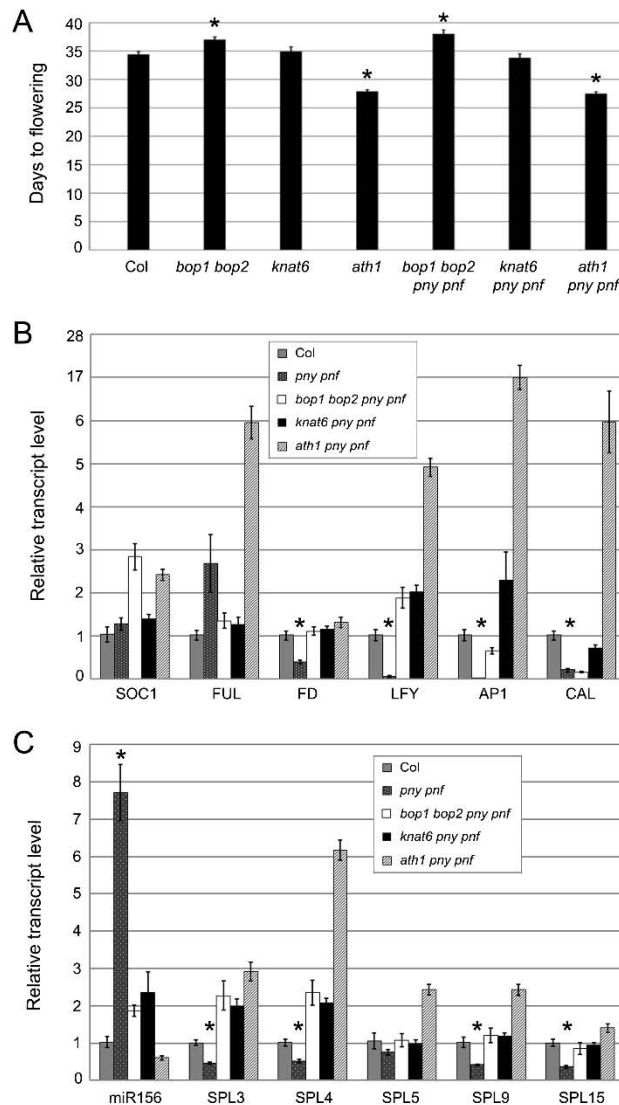 A
Days to flowering
40
35
30
25
20
15
10
5
0
* * * *
Col bop1 bop2 knat6 ath1 bop1 bop2 pny pnf knat6 pny pnf ath1 pny pnf
B
Relative transcript level
28
17
6
5
3
2
1
0
Col
pny pnf
bop1 bop2 pny pnf
knat6 pny pnf
ath1 pny pnf
* * * *
SOC1 FUL FD LFY AP1 CAL
C
Relative transcript level
9
8
7
6
5
4
3
2
1
0
Col
pny pnf
bop1 bop2 pny pnf
knat6 pny pnf
ath1 pny pnf
* * * * *
miR156 SPL3 SPL4 SPL5 SPL9 SPL15